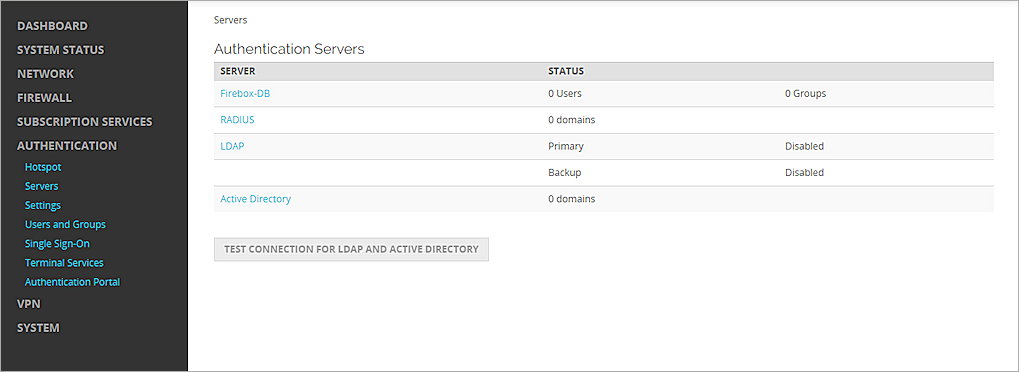 DASHBOARD
SYSTEM STATUS
NETWORK
FIREWALL
SUBSCRIPTION SERVICES
AUTHENTICATION
Hotspot
Servers
Settings
Users and Groups
Single Sign-On
Terminal Services
Authentication Portal
VPN
SYSTEM
Servers
Authentication Servers
SERVER STATUS
Firebox-DB 0 Users 0 Groups
RADIUS 0 domains
LDAP Primary Disabled
Backup Disabled
Active Directory 0 domains
TEST CONNECTION FOR LDAP AND ACTIVE DIRECTORY